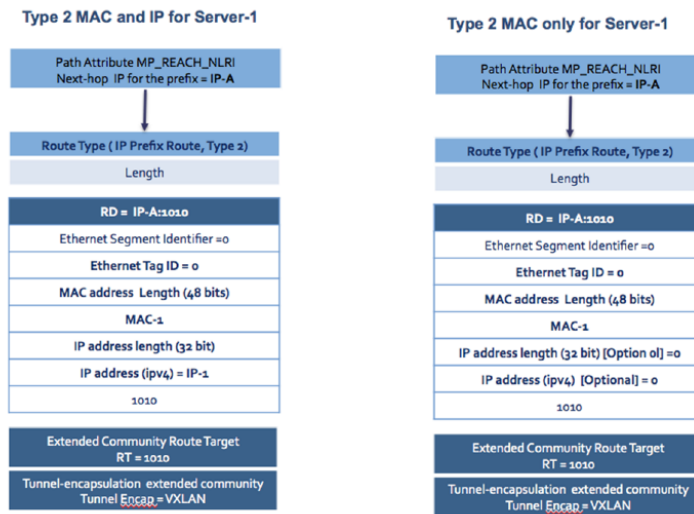 Type 2 MAC and IP for Server-1
Path Attribute MP_REACH_NLRI
Next-hop IP for the prefix = IP-A
Route Type ( IP Prefix Route, Type 2)
Length
RD = IP-A:1010
Ethernet Segment Identifier =0
Ethernet Tag ID = 0
MAC address Length (48 bits)
MAC-1
IP address length (32 bit)
IP address (ipv4) = IP-1
1010
Extended Community Route Target
RT = 1010
Tunnel-encapsulation extended community
Tunnel Encap = VXLAN
Type 2 MAC only for Server-1
Path Attribute MP_REACH_NLRI
Next-hop IP for the prefix = IP-A
Route Type ( IP Prefix Route, Type 2)
Length
RD = IP-A:1010
Ethernet Segment Identifier =0
Ethernet Tag ID = 0
MAC address Length (48 bits)
MAC-1
IP address length (32 bit) [Option ol] =0
IP address (ipv4) [Optional] = 0
1010
Extended Community Route Target
RT = 1010
Tunnel-encapsulation extended community
Tunnel Encap = VXLAN